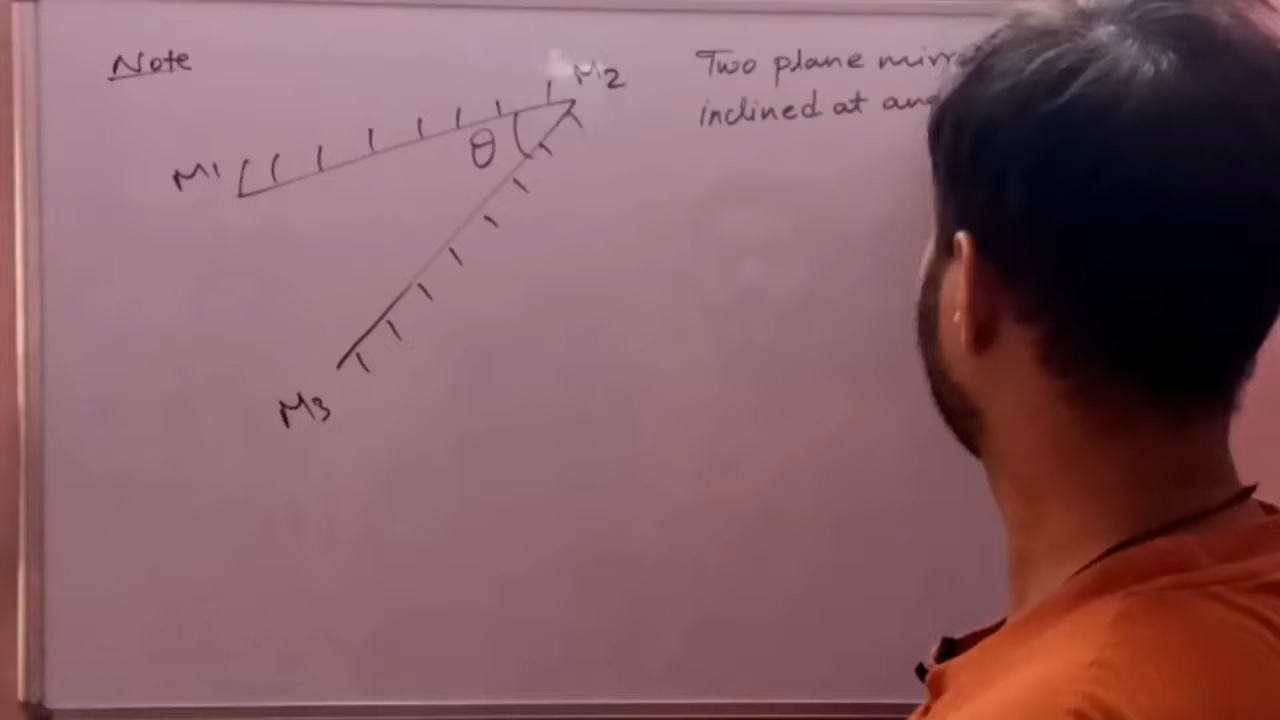 Note
M1
M2
θ
M3
Two plane
inclined at